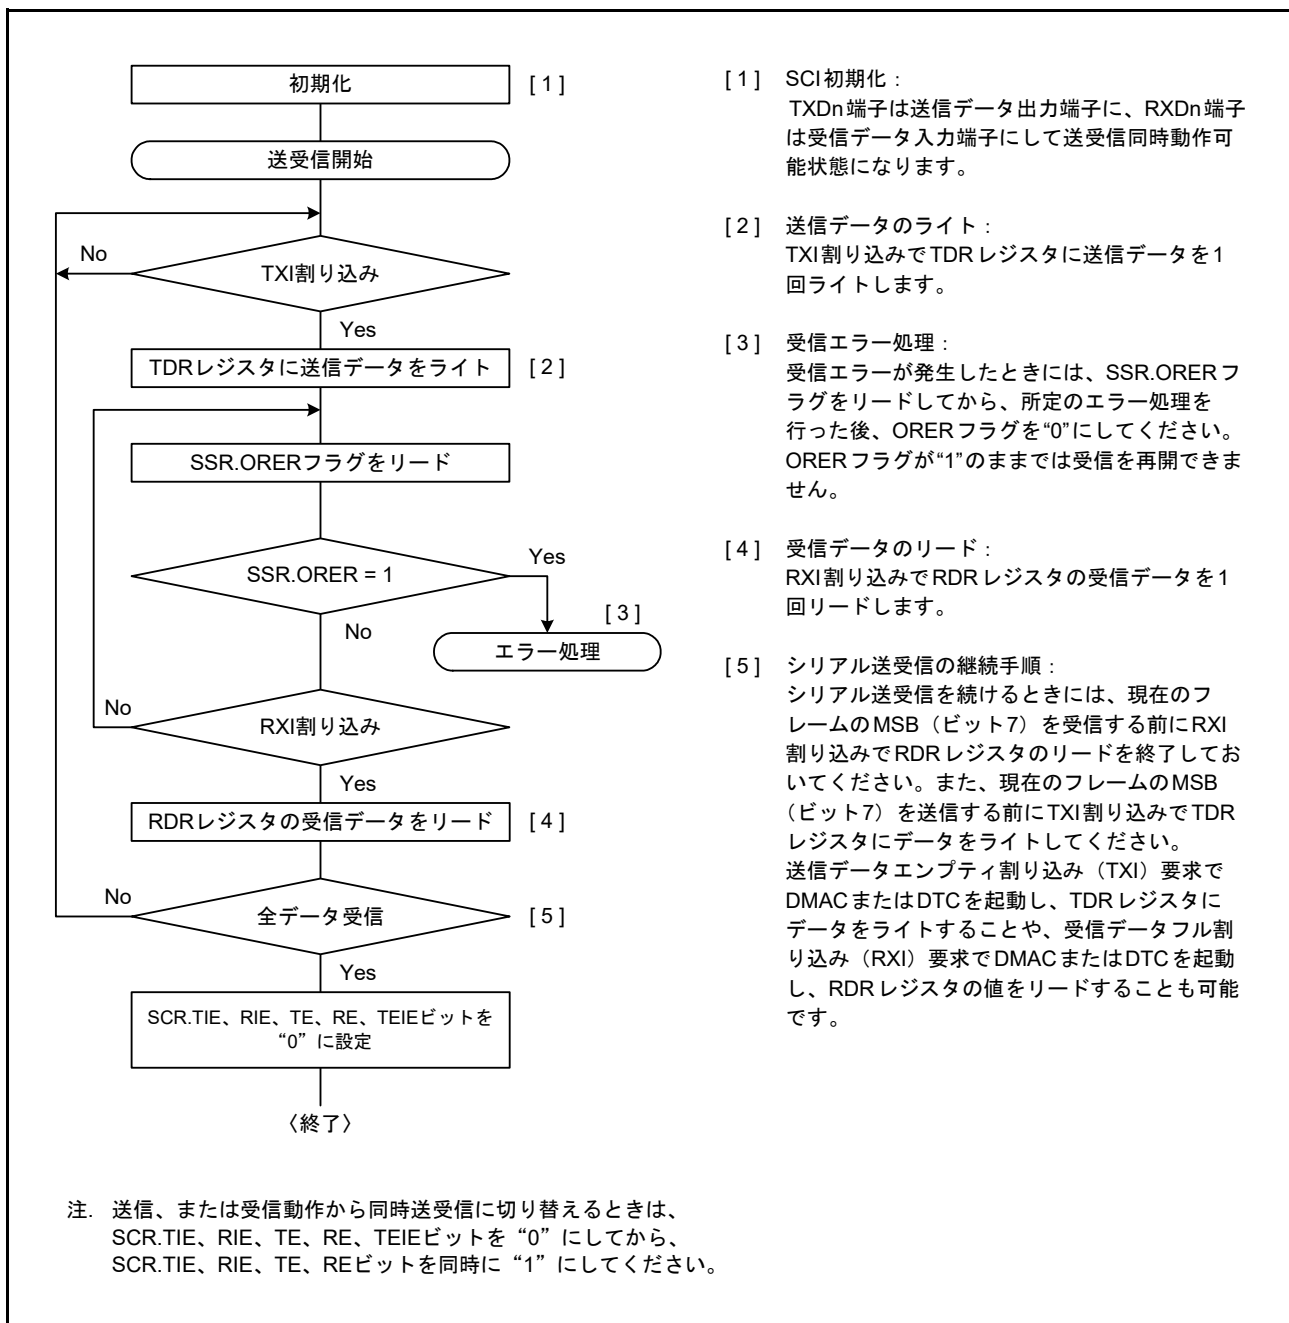 初期化
[ 1 ]
送受信開始
No
TXI割り込み
Yes
TDRレジスタに送信データをライト
[ 2 ]
SSR.ORERフラグをリード
SSR.ORER = 1
Yes
[ 3 ]
No
エラー処理
No
RXI割り込み
Yes
RDRレジスタの受信データをリード
[ 4 ]
No
全データ受信
[ 5 ]
Yes
SCR.TIE、RIE、TE、RE、TEIEビットを
“0”に設定
〈終了〉
[ 1 ] SCI初期化：
TXDn端子は送信データ出力端子に、RXDn端子
は受信データ入力端子にして送受信同時動作可
能状態になります。
[ 2 ] 送信データのライト：
TXI割り込みでTDRレジスタに送信データを1
回ライトします。
[ 3 ] 受信エラー処理：
受信エラーが発生したときには、SSR.ORERフ
ラグをリードしてから、所定のエラー処理を
行った後、ORERフラグを“0”にしてください。
ORERフラグが“1”のままでは受信を再開できま
せん。
[ 4 ] 受信データのリード：
RXI割り込みでRDRレジスタの受信データを1
回リードします。
[ 5 ] シリアル送受信の継続手順：
シリアル送受信を続けるときには、現在のフ
レームのMSB（ビット7）を受信する前にRXI
割り込みでRDRレジスタのリードを終了してお
いてください。また、現在のフレームのMSB
（ビット7）を送信する前にTXI割り込みでTDR
レジスタにデータをライトしてください。
送信データエンプティ割り込み（TXI）要求で
DMACまたはDTCを起動し、TDRレジスタに
データをライトすることや、受信データフル割
り込み（RXI）要求でDMACまたはDTCを起動
し、RDRレジスタの値をリードすることも可能
です。
注. 送信、または受信動作から同時送受信に切り替えるときは、
SCR.TIE、RIE、TE、RE、TEIEビットを“0”にしてから、
SCR.TIE、RIE、TE、REビットを同時に“1”にしてください。